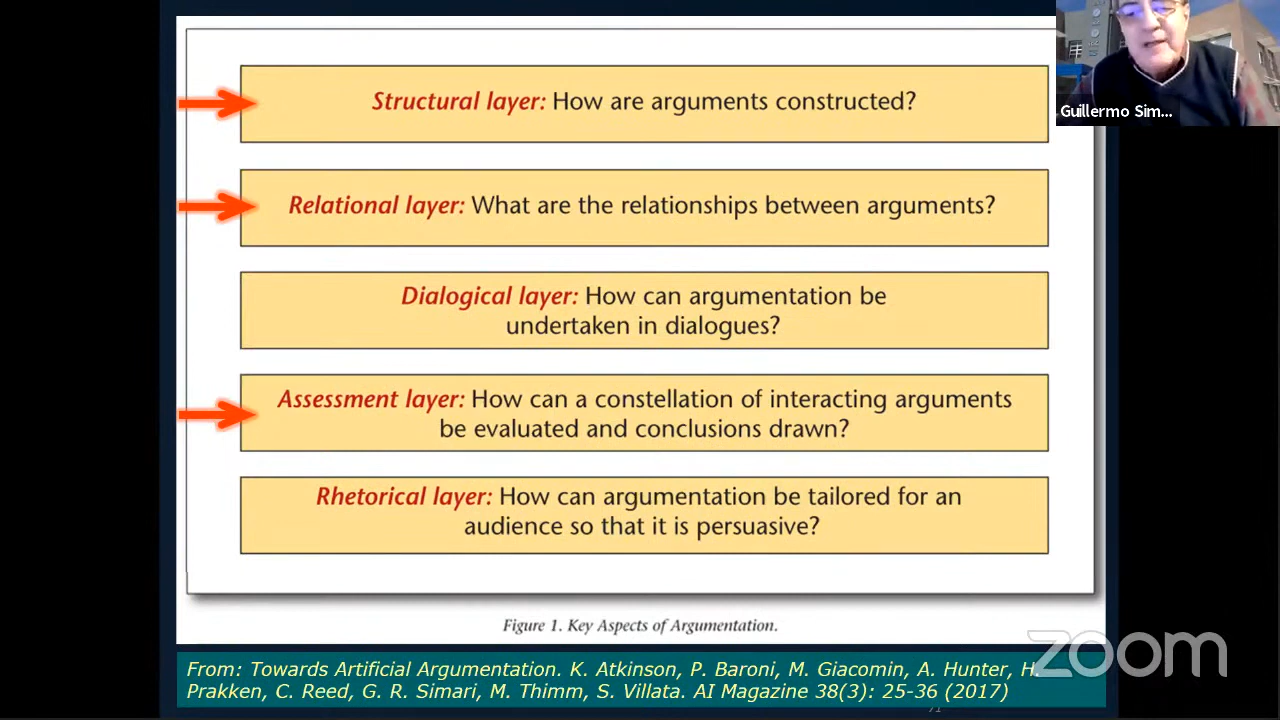 Structural layer: How are arguments constructed?
Relational layer: What are the relationships between arguments?
Dialogical layer: How can argumentation be
undertaken in dialogues?
Assessment layer: How can a constellation of interacting arguments
be evaluated and conclusions drawn?
Rhetorical layer: How can argumentation be tailored for an
audience so that it is persuasive?
Figure 1. Key Aspects of Argumentation.
From: Towards Artificial Argumentation. K. Atkinson, P. Baroni, M. Giacomin, A. Hunter, H.
Prakken, C. Reed, G. R. Simari, M. Thimm, S. Villata. AI Magazine 38(3): 25-36 (2017)
Guillermo Sim...
zoom